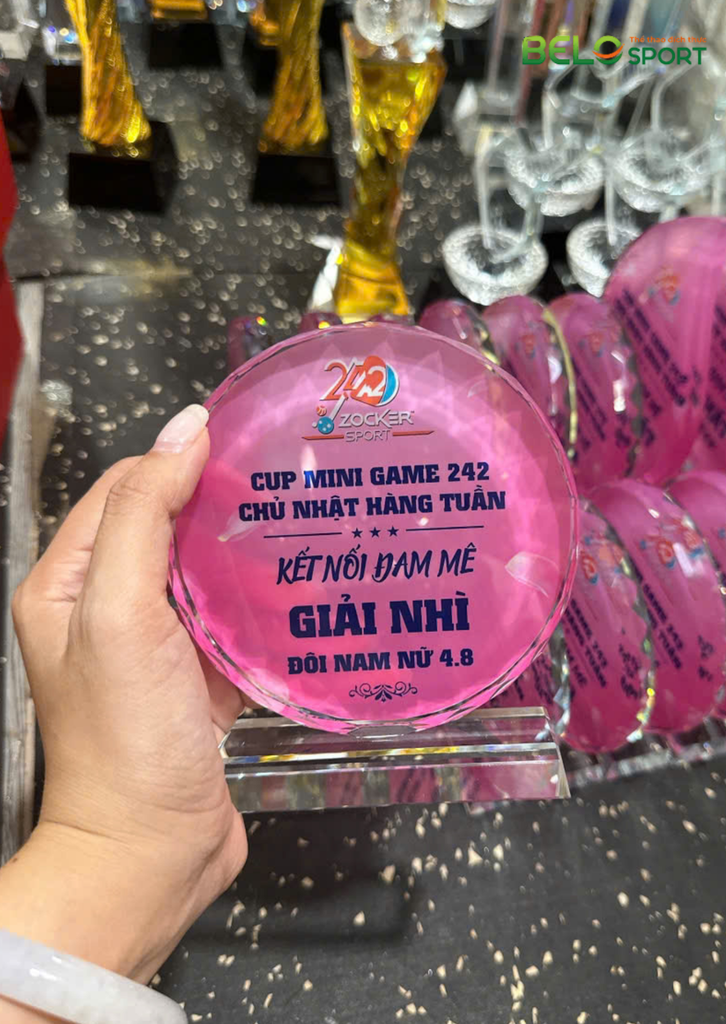 BELO SPORT
242
ZOCKER
SPORT
CUP MINI GAME 242
CHỦ NHẬT HÀNG TUẦN
KẾT NỐI ĐAM MÊ
GIẢI NHÌ
ĐÔI NAM NỮ 4.8